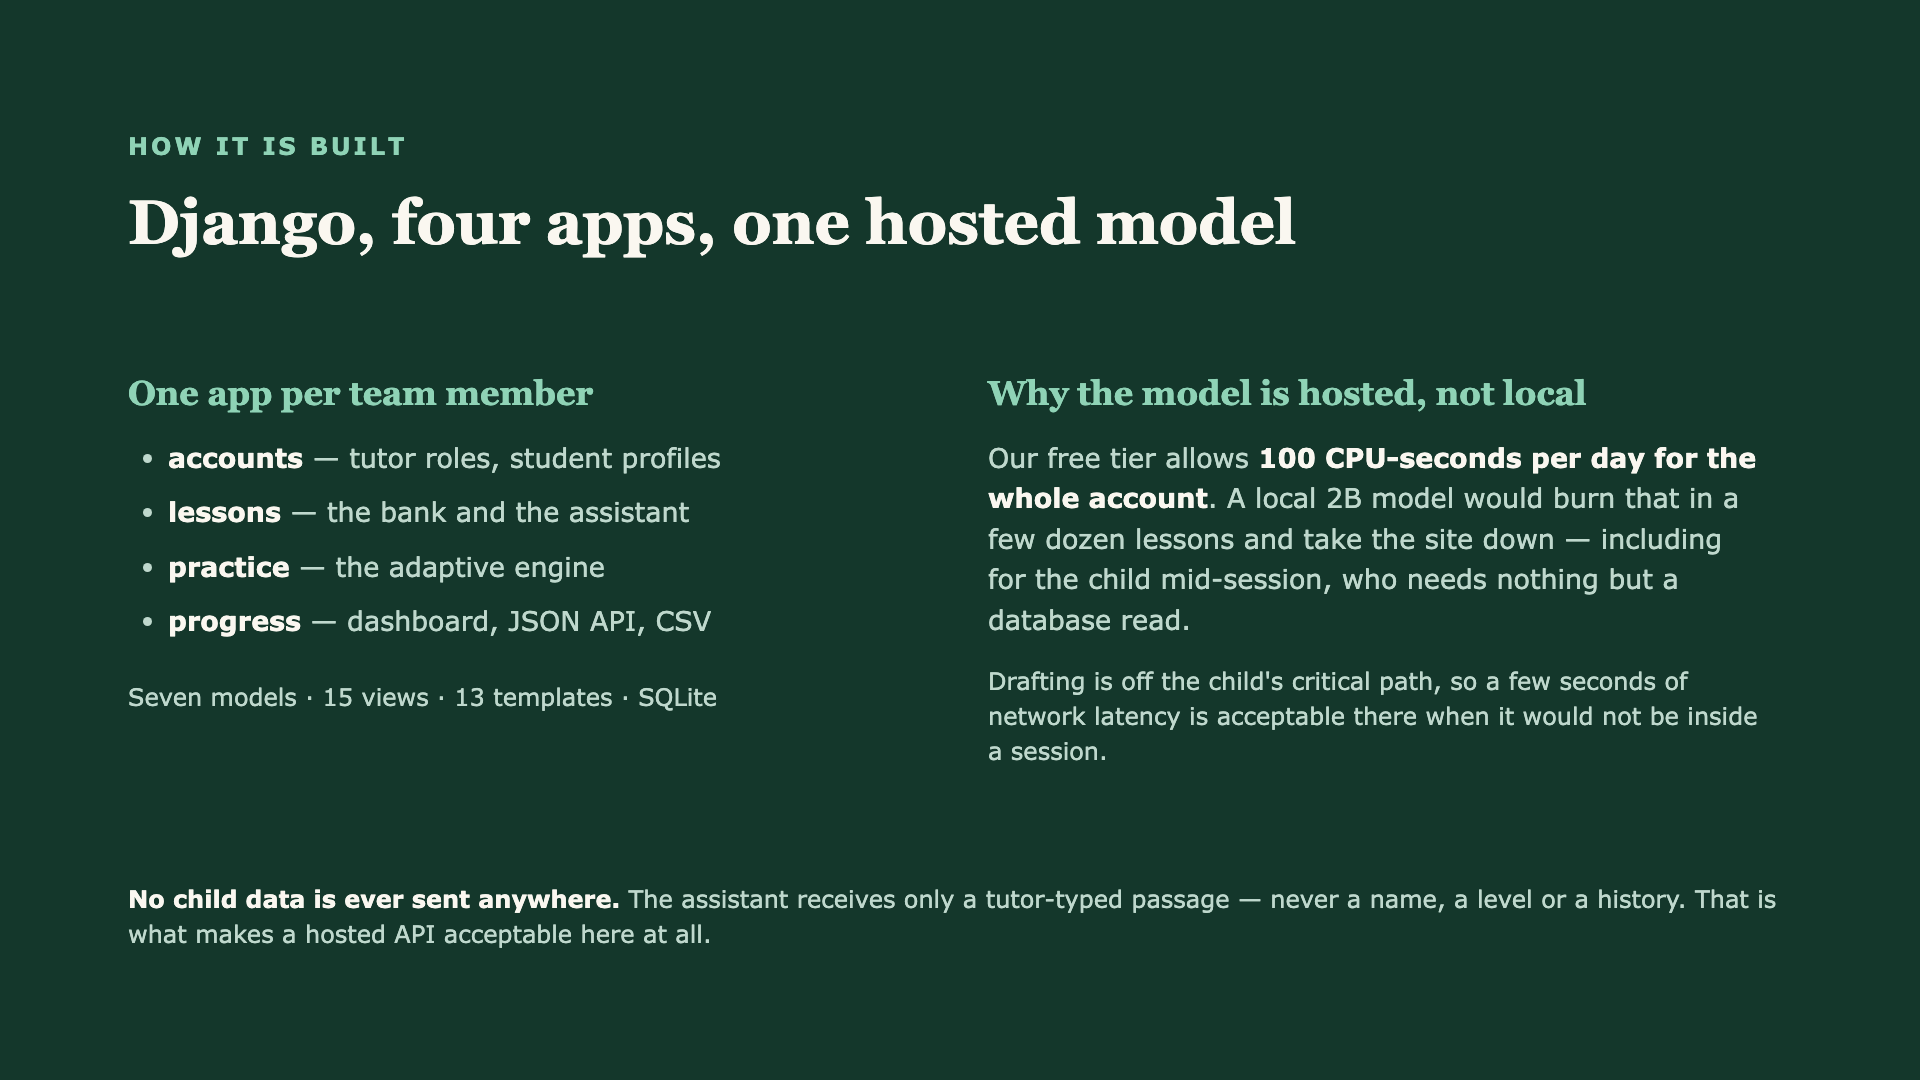 HOW IT IS BUILT
Django, four apps, one hosted model
One app per team member
• accounts — tutor roles, student profiles
• lessons — the bank and the assistant
• practice — the adaptive engine
• progress — dashboard, JSON API, CSV
Seven models · 15 views · 13 templates · SQLite
Why the model is hosted, not local
Our free tier allows 100 CPU-seconds per day for the
whole account. A local 2B model would burn that in a
few dozen lessons and take the site down — including
for the child mid-session, who needs nothing but a
database read.
Drafting is off the child's critical path, so a few seconds of
network latency is acceptable there when it would not be inside
a session.
No child data is ever sent anywhere. The assistant receives only a tutor-typed passage — never a name, a level or a history. That is
what makes a hosted API acceptable here at all.